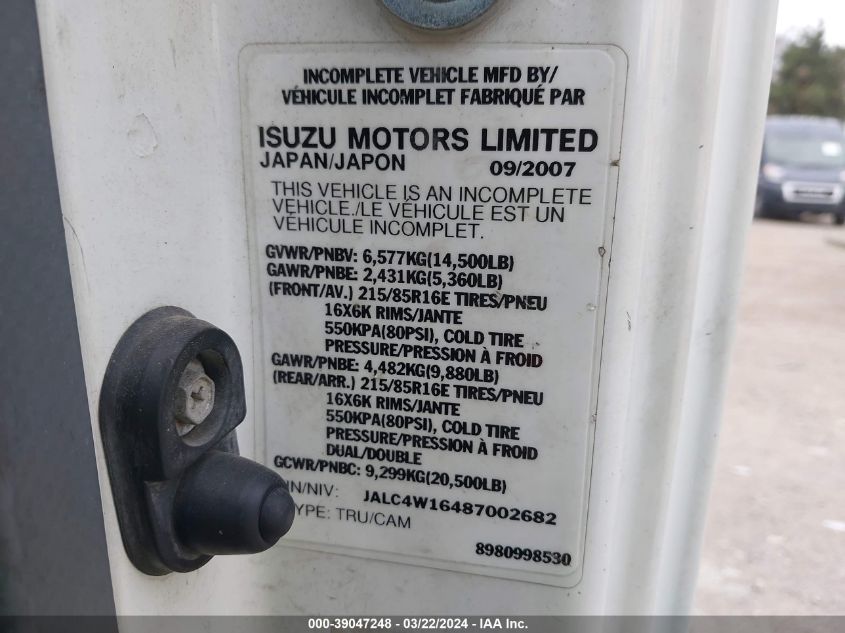 INCOMPLETE VEHICLE MFD BY/
VÉHICULE INCOMPLET FABRIQUÉ PAR
ISUZU MOTORS LIMITED
JAPAN/JAPON 09/2007
THIS VEHICLE IS AN INCOMPLETE
VEHICLE./LE VÉHICULE EST UN
VÉHICULE INCOMPLET.
GVWR/PNBV: 6,577KG(14,500LB)
GAWR/PNBE: 2,431KG(5,360LB)
(FRONT/AV.) 215/85R16E TIRES/PNEU
16X6K RIMS/JANTE
550KPA(80PSI), COLD TIRE
PRESSURE/PRESSION À FROID
GAWR/PNBE: 4,482KG(9,880LB)
(REAR/ARR.) 215/85R16E TIRES/PNEU
16X6K RIMS/JANTE
550KPA(80PSI), COLD TIRE
PRESSURE/PRESSION À FROID
DUAL/DOUBLE
GCWR/PNBC: 9,299KG(20,500LB)
IN/NIV: JALC4W16487002682
YPE: TRU/CAM
8980998530
000-39047248 - 03/22/2024 - IAA Inc.